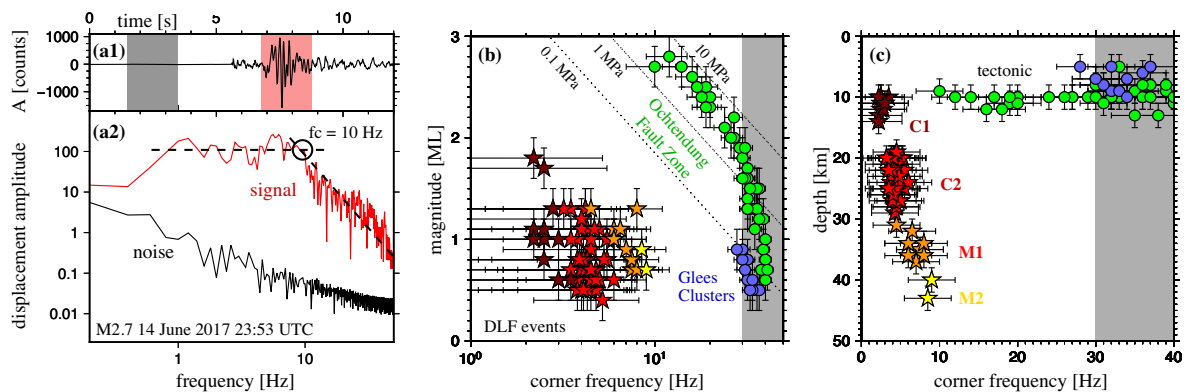 time [s]
0
5
10
(a1)
A [counts]
1000
0
-1000
(a2)
fc = 10 Hz
signal
noise
displacement amplitude
100
10
1
0.1
0.01
M2.7 14 June 2017 23:53 UTC
1
10
frequency [Hz]
(b)
0.1 MPa
1 MPa
10 MPa
Ochtendung
Fault Zone
Glees
Clusters
DLF events
magnitude [ML]
3
2
1
0
10⁰
10¹
corner frequency [Hz]
(c)
tectonic
C1
C2
M1
M2
depth [km]
0
10
20
30
40
50
0
10
20
30
40
corner frequency [Hz]